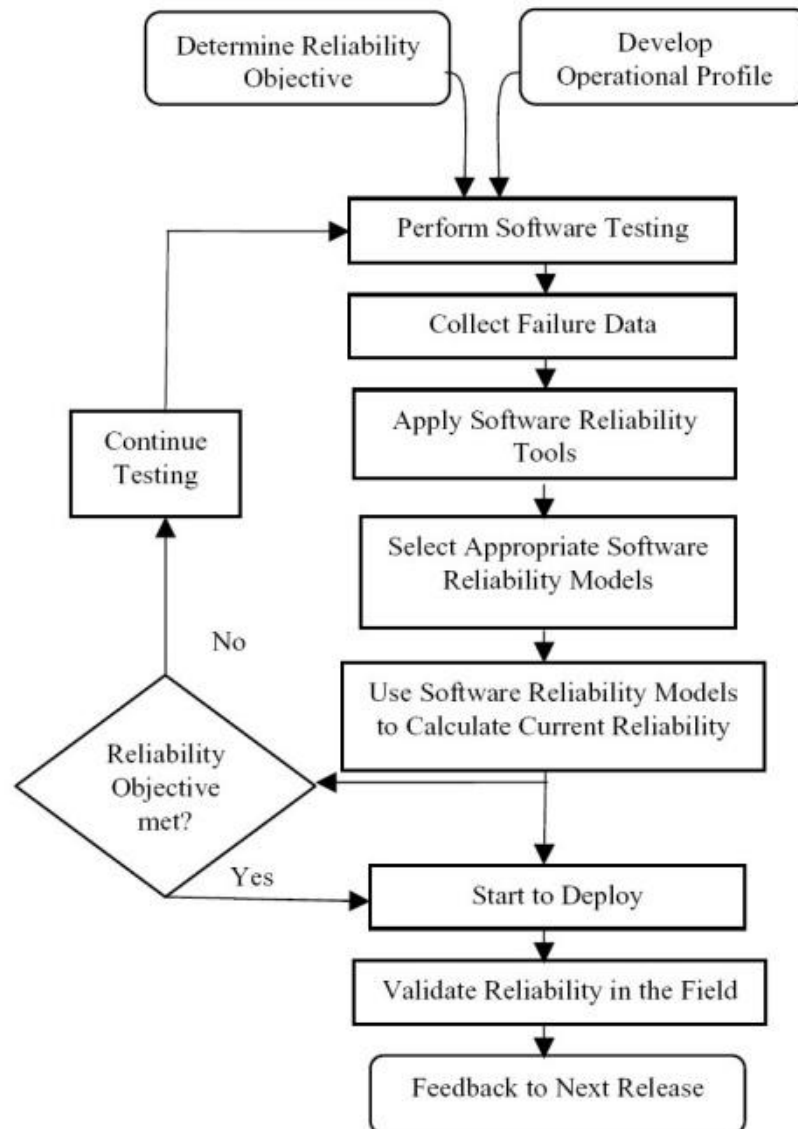 Determine Reliability
Objective
Develop
Operational Profile
Perform Software Testing
Collect Failure Data
Apply Software Reliability
Tools
Continue
Testing
Select Appropriate Software
Reliability Models
No
Use Software Reliability Models
to Calculate Current Reliability
Reliability
Objective
met?
Yes
Start to Deploy
Validate Reliability in the Field
Feedback to Next Release